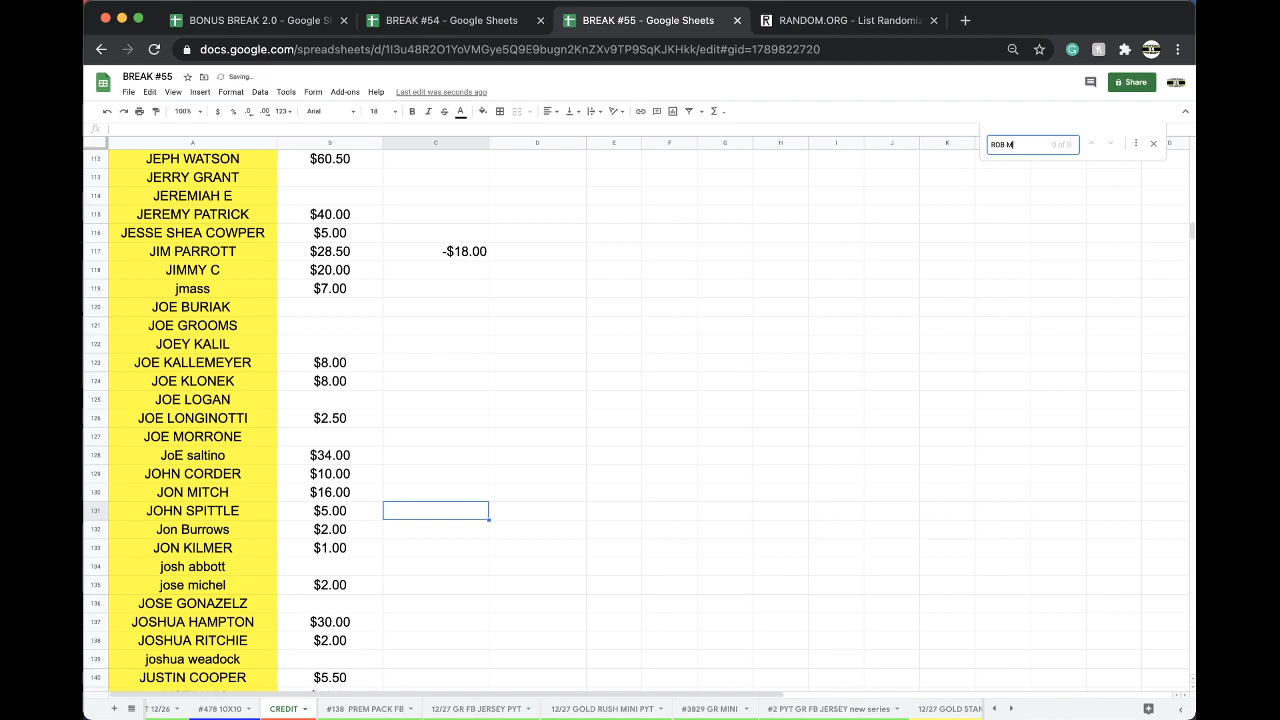 BONUS BREAK 2.0 - Google S
BREAK #54 - Google Sheets
BREAK #55 - Google Sheets
RANDOM.ORG - List Randomiz
docs.google.com/spreadsheets/d/1I3u48R2O1YoVMGye5Q9E9bugn2KnZXv9TP9SqKJKHkk/edit#gid=1789822720
BREAK #55
Saving...
File Edit View Insert Format Data Tools Form Add-ons Help Last edit was seconds ago
Share
100% $ % .0 .00 123 Arial 18 B I S A
fx
ROB M 0 of 0
A B C D E F G H I J K
112 JEPH WATSON $60.50
113 JERRY GRANT
114 JEREMIAH E
115 JEREMY PATRICK $40.00
116 JESSE SHEA COWPER $5.00
117 JIM PARROTT $28.50 -$18.00
118 JIMMY C $20.00
119 jmass $7.00
120 JOE BURIAK
121 JOE GROOMS
122 JOEY KALIL
123 JOE KALLEMEYER $8.00
124 JOE KLONEK $8.00
125 JOE LOGAN
126 JOE LONGINOTTI $2.50
127 JOE MORRONE
128 JoE saltino $34.00
129 JOHN CORDER $10.00
130 JON MITCH $16.00
131 JOHN SPITTLE $5.00
132 Jon Burrows $2.00
133 JON KILMER $1.00
134 josh abbott
135 jose michel $2.00
136 JOSE GONAZELZ
137 JOSHUA HAMPTON $30.00
138 JOSHUA RITCHIE $2.00
139 joshua weadock
140 JUSTIN COOPER $5.50
T 12/26 #478 10X10 CREDIT #138 PREM PACK FB 12/27 GR FB JERSEY PYT 12/27 GOLD RUSH MINI PYT #3829 GR MINI #2 PYT GR FB JERSEY new series 12/27 GOLD STAN